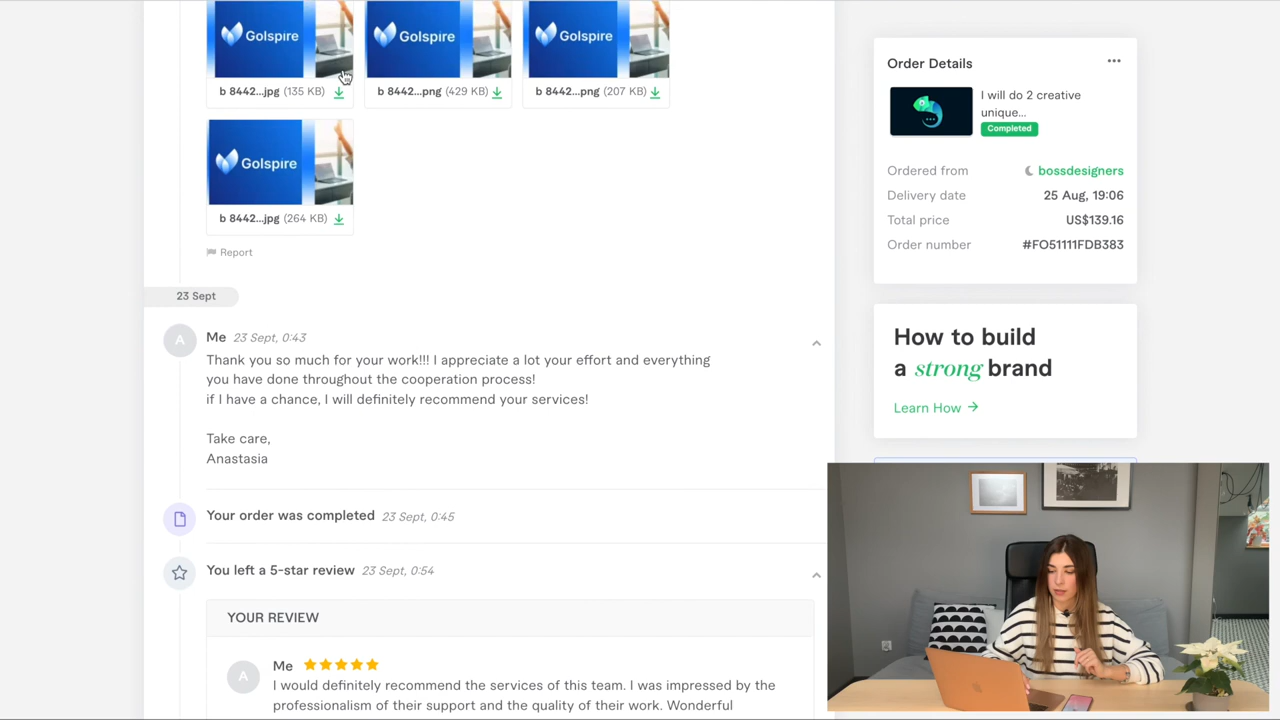 Golspire
Golspire
Golspire
b 8442...jpg (135 KB)
b 8442...png (429 KB)
b 8442...png (207 KB)
Golspire
b 8442...jpg (264 KB)
Report
23 Sept
A
Me 23 Sept, 0:43
Thank you so much for your work!!! I appreciate a lot your effort and everything
you have done throughout the cooperation process!
if I have a chance, I will definitely recommend your services!
Take care,
Anastasia
Your order was completed 23 Sept, 0:45
You left a 5-star review 23 Sept, 0:54
YOUR REVIEW
A
Me
I would definitely recommend the services of this team. I was impressed by the
professionalism of their support and the quality of their work. Wonderful
Order Details
I will do 2 creative
unique...
Completed
Ordered from bossdesigners
Delivery date 25 Aug, 19:06
Total price US$139.16
Order number #FO51111FDB383
How to build
a strong brand
Learn How